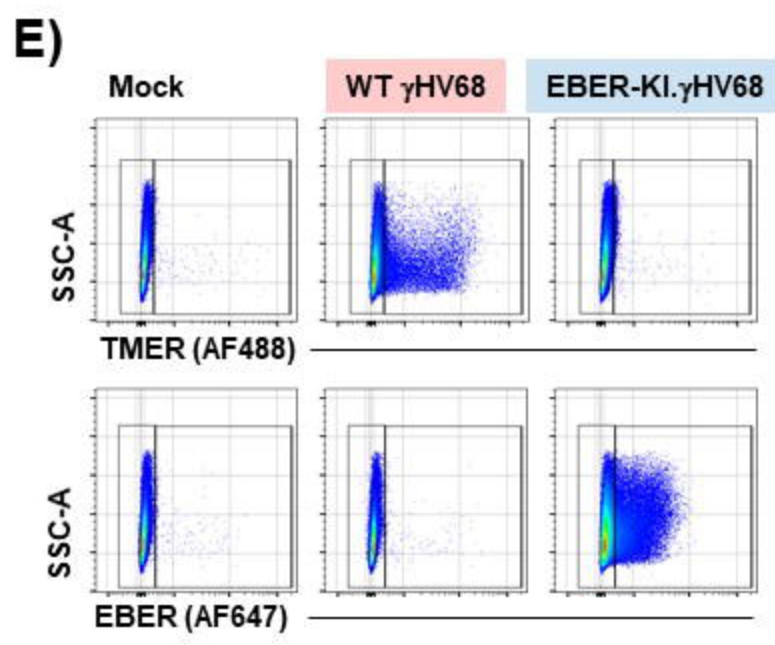 E)
Mock
WT γHV68
EBER-KI.γHV68
SSC-A
TMER (AF488)
SSC-A
EBER (AF647)